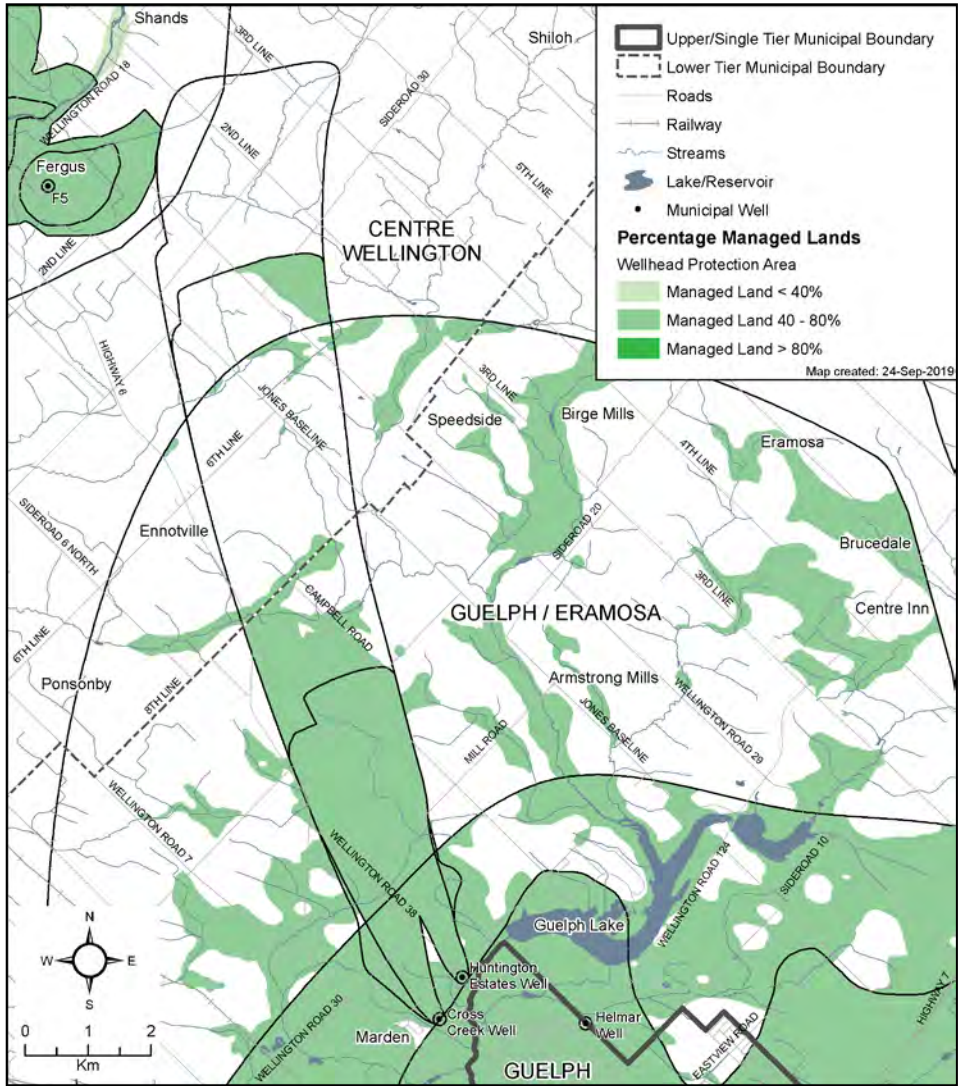 Shands
3RD LINE
Shiloh
WELLINGTON ROAD 18
SIDEROAD 30
2ND LINE
5TH LINE
Fergus
F5
2ND LINE
CENTRE
WELLINGTON
Upper/Single Tier Municipal Boundary
Lower Tier Municipal Boundary
Roads
Railway
Streams
Lake/Reservoir
Municipal Well
Percentage Managed Lands
Wellhead Protection Area
Managed Land < 40%
Managed Land 40 - 80%
Managed Land > 80%
Map created: 24-Sep-2019
HIGHWAY 6
JONES BASELINE
3RD LINE
Speedside
Birge Mills
6TH LINE
4TH LINE
Eramosa
SIDEROAD 6 NORTH
Ennotville
SIDEROAD 20
Brucedale
3RD LINE
Centre Inn
CAMPBELL ROAD
GUELPH / ERAMOSA
6TH LINE
Ponsonby
8TH LINE
Armstrong Mills
JONES BASELINE
WELLINGTON ROAD 29
MILL ROAD
WELLINGTON ROAD 7
WELLINGTON ROAD 38
WELLINGTON ROAD 124
SIDEROAD 10
Guelph Lake
N
W
E
S
Huntington
Estates Well
HIGHWAY 7
Cross
Creek Well
Helmar
Well
WELLINGTON ROAD 30
Marden
EASTVIEW ROAD
GUELPH
0 1 2
Km